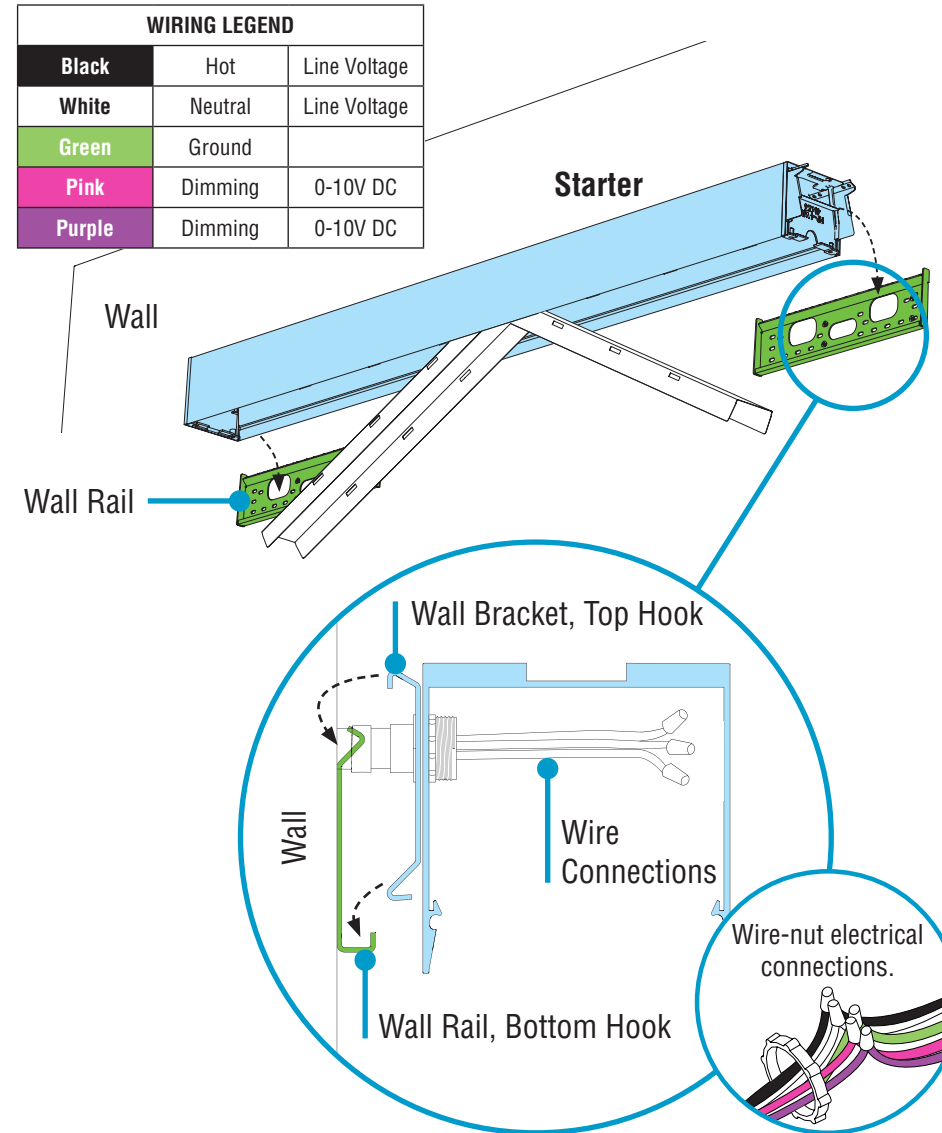 WIRING LEGEND
Black Hot Line Voltage
White Neutral Line Voltage
Green Ground
Pink Dimming 0-10V DC
Purple Dimming 0-10V DC
Starter
Wall
Wall Rail
Wall Bracket, Top Hook
Wall
Wire
Connections
Wire-nut electrical
connections.
Wall Rail, Bottom Hook